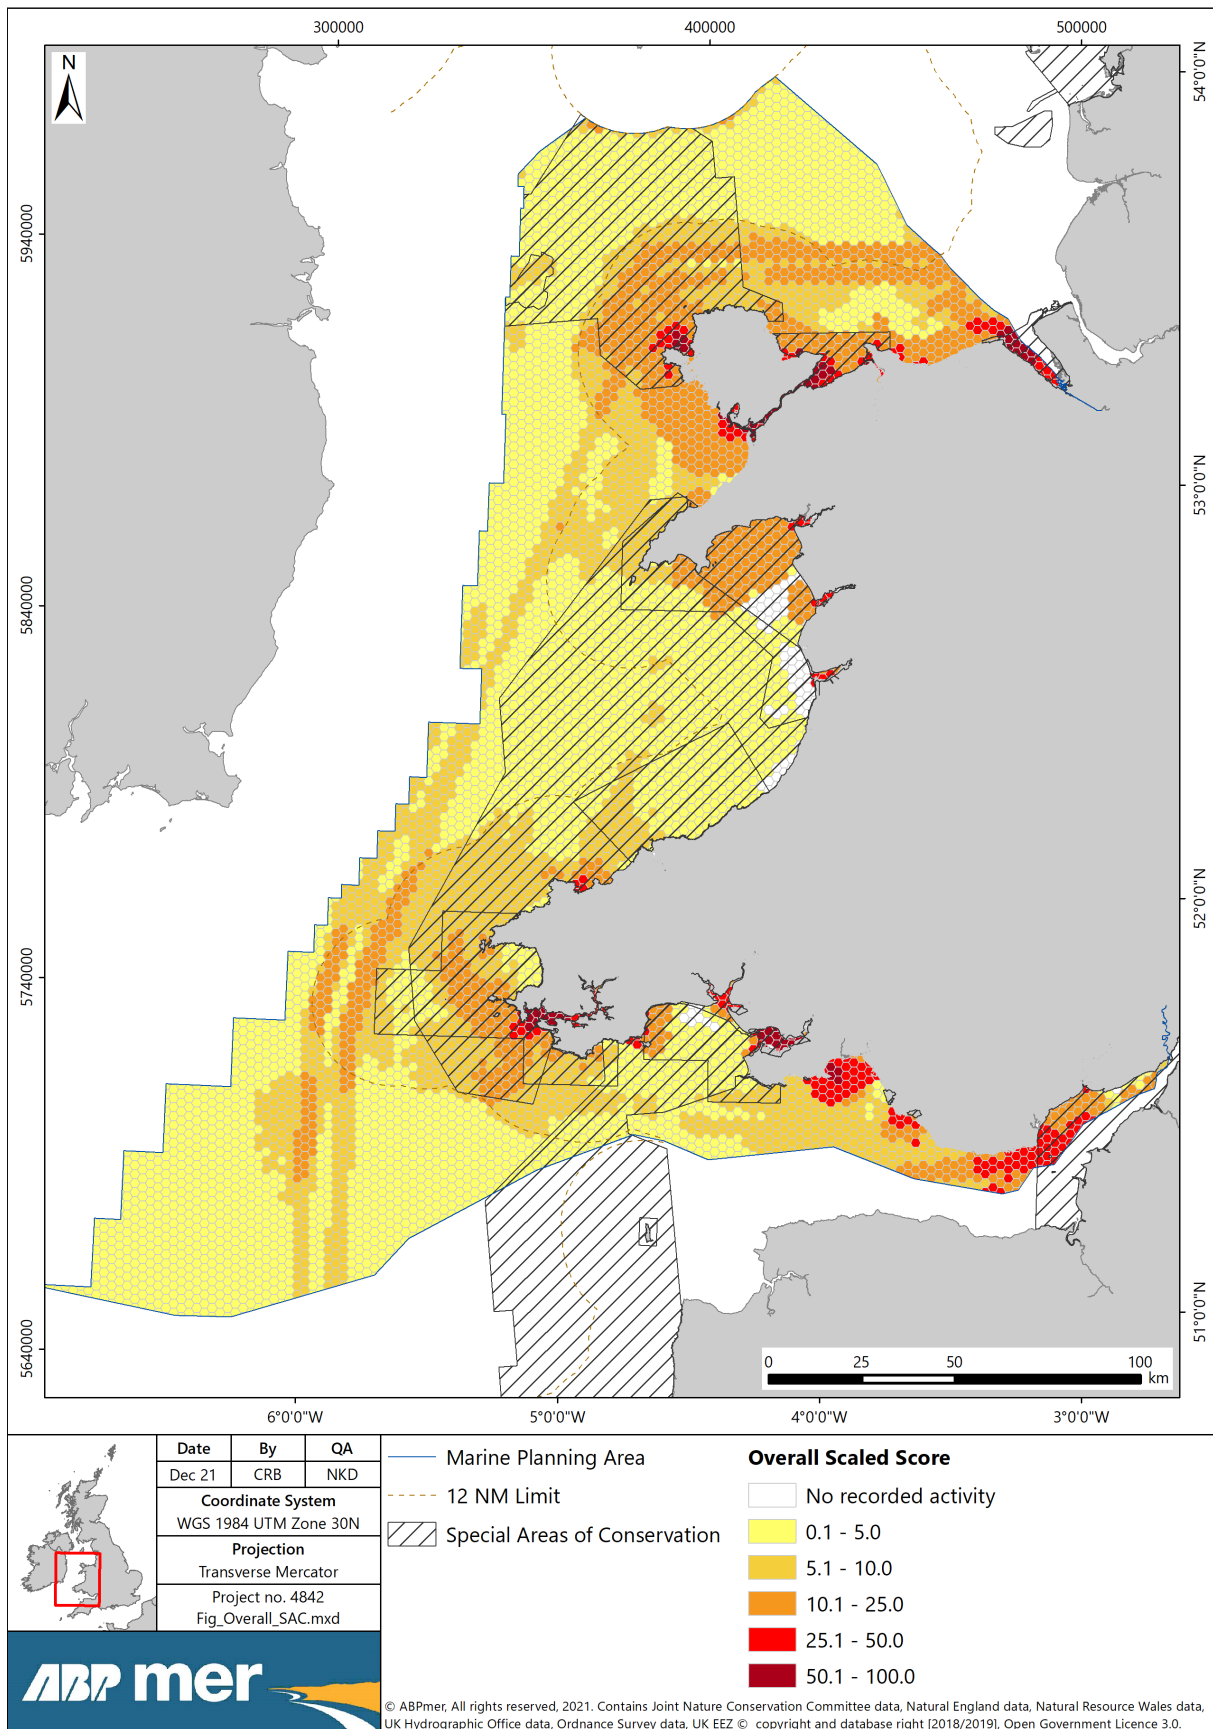 300000 400000 500000
N
54°0'0"N
5940000
53°0'0"N
5840000
52°0'0"N
5740000
51°0'0"N
5640000
0 25 50 100
km
6°0'0"W 5°0'0"W 4°0'0"W 3°0'0"W
Date By QA
Dec 21 CRB NKD
Coordinate System
WGS 1984 UTM Zone 30N
Projection
Transverse Mercator
Project no. 4842
Fig_Overall_SAC.mxd
ABP mer
Marine Planning Area
12 NM Limit
Special Areas of Conservation
Overall Scaled Score
No recorded activity
0.1 - 5.0
5.1 - 10.0
10.1 - 25.0
25.1 - 50.0
50.1 - 100.0
© ABPmer, All rights reserved, 2021. Contains Joint Nature Conservation Committee data, Natural England data, Natural Resource Wales data,
UK Hydrographic Office data, Ordnance Survey data, UK EEZ © copyright and database right [2018/2019], Open Government Licence 3.0.